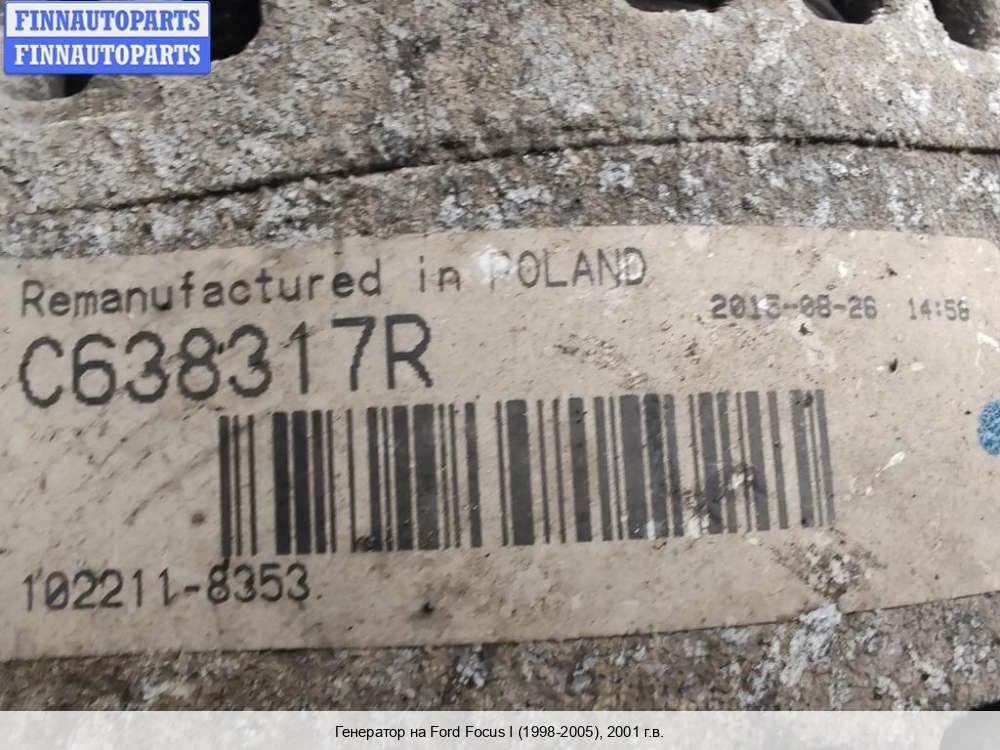 FINNAUTOPARTS
FINNAUTOPARTS
Remanufactured in POLAND
2013-08-26 14:56
C638317R
102211-8353
Генератор на Ford Focus I (1998-2005), 2001 г.в.